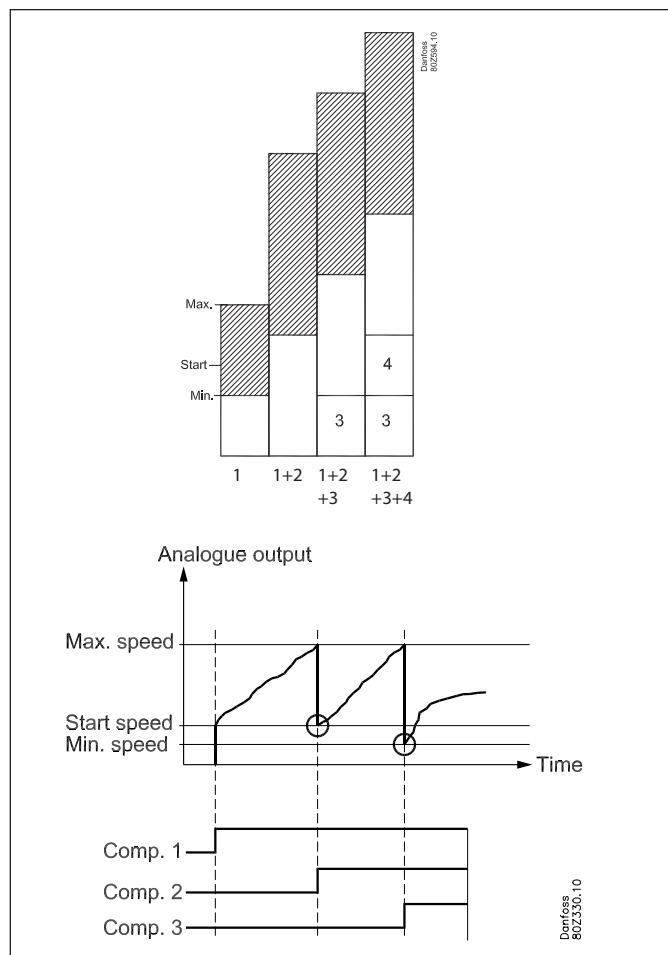 Danfoss
80Z594.10
Max.
Start
Min.
4
3
3
1
1+2
1+2
+3
1+2
+3+4
Analogue output
Max. speed
Start speed
Min. speed
Time
Comp. 1
Comp. 2
Comp. 3
Danfoss
80Z330.10